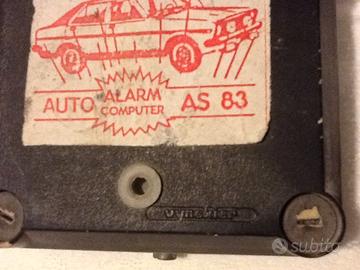 AUTO ALARM COMPUTER AS 83
subito